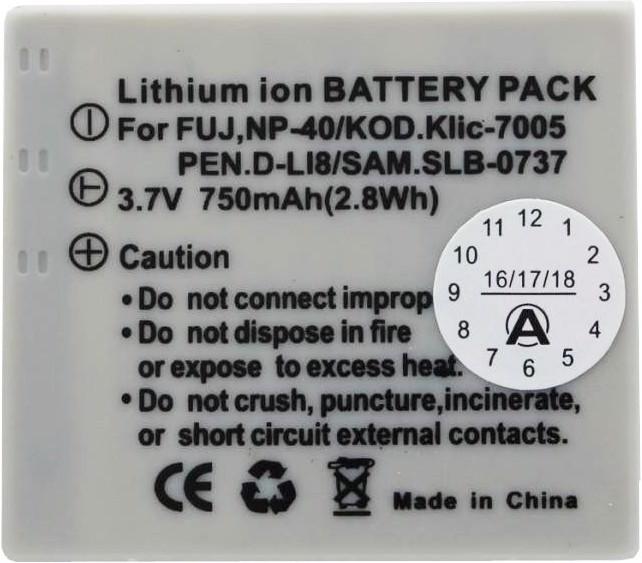 Lithium ion BATTERY PACK
For FUJ,NP-40/KOD.Klic-7005
PEN.D-LI8/SAM.SLB-0737
3.7V 750mAh(2.8Wh)
Caution
• Do not connect improp
• Do not dispose in fire
or expose to excess heat.
• Do not crush, puncture,incinerate,
or short circuit external contacts.
CE
Made in China
11 12 1
10 2
16/17/18
9 3
A
8 4
7 6 5